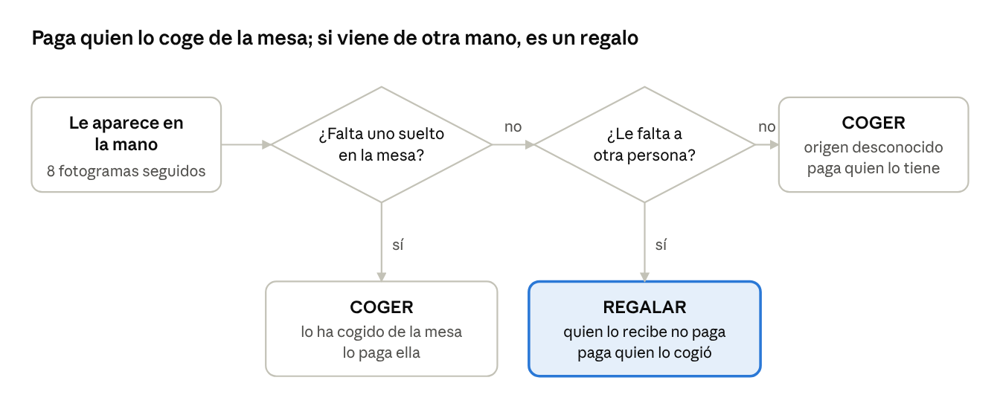 Paga quien lo coge de la mesa; si viene de otra mano, es un regalo
Le aparece en
la mano
8 fotogramas seguidos
¿Falta uno suelto
en la mesa?
no
¿Le falta a
otra persona?
no
COGER
origen desconocido
paga quien lo tiene
sí
sí
COGER
lo ha cogido de la mesa
lo paga ella
REGALAR
quien lo recibe no paga
paga quien lo cogió